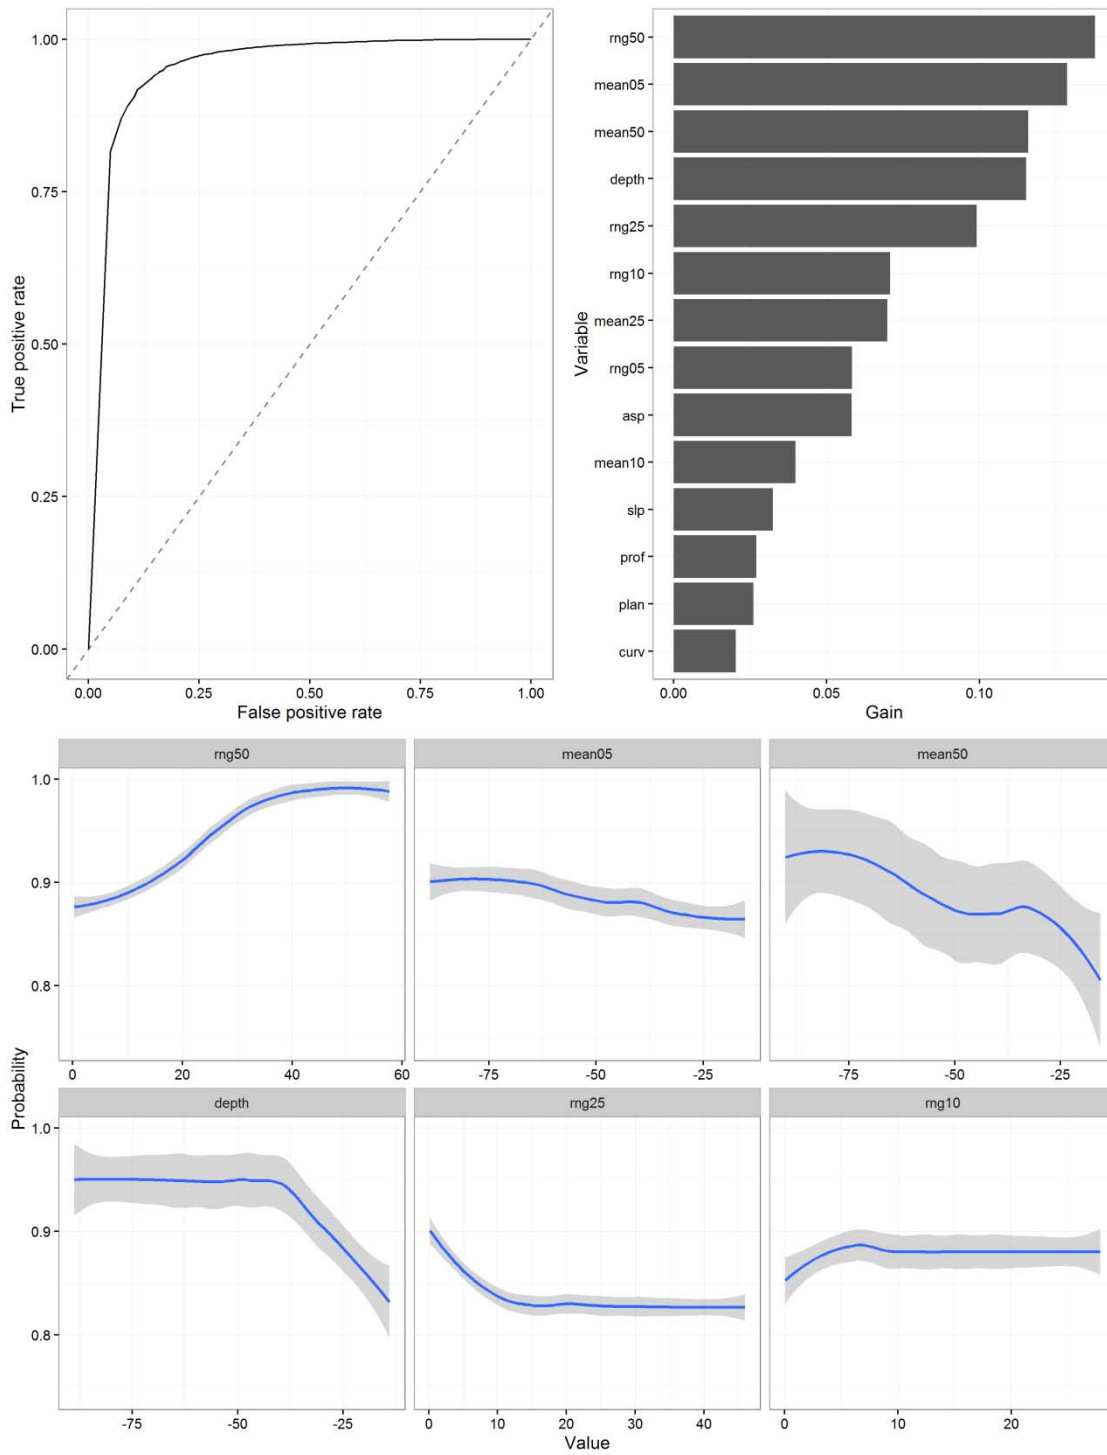 1.00
0.75
0.50
0.25
0.00
True positive rate
0.00 0.25 0.50 0.75 1.00
False positive rate
Variable
rng50
mean05
mean50
depth
rng25
rng10
mean25
rng05
asp
mean10
slp
prof
plan
curv
0.00 0.05 0.10
Gain
Probability
rng50 mean05 mean50
1.0
0.9
0.8
0 20 40 60
-75 -50 -25
-75 -50 -25
depth rng25 rng10
1.0
0.9
0.8
-75 -50 -25
0 10 20 30 40
0 10 20
Value